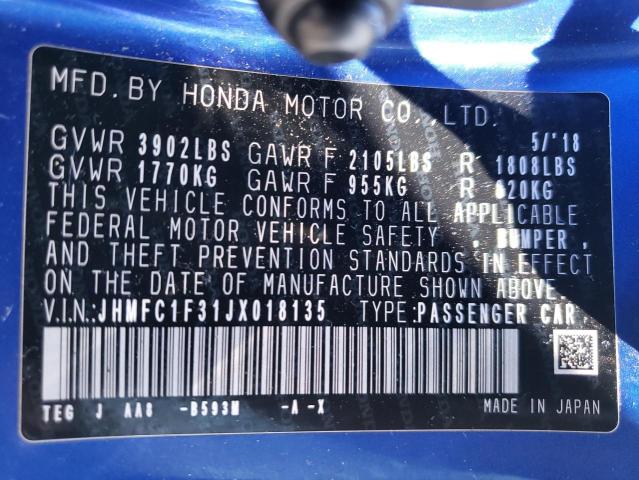 MFD.BY HONDA MOTOR CO.,LTD. 5/'18
GVWR 3902LBS GAWR F 2105LBS R 1808LBS
GVWR 1770KG GAWR F 955KG R 820KG
THIS VEHICLE CONFORMS TO ALL APPLICABLE
FEDERAL MOTOR VEHICLE SAFETY , BUMPER ,
AND THEFT PREVENTION STANDARDS IN EFFECT
ON THE DATE OF MANUFACTURE SHOWN ABOVE.
V.I.N.:JHMFC1F31JX018135 TYPE:PASSENGER CAR
TEG J AA8 -B593M -A -X MADE IN JAPAN